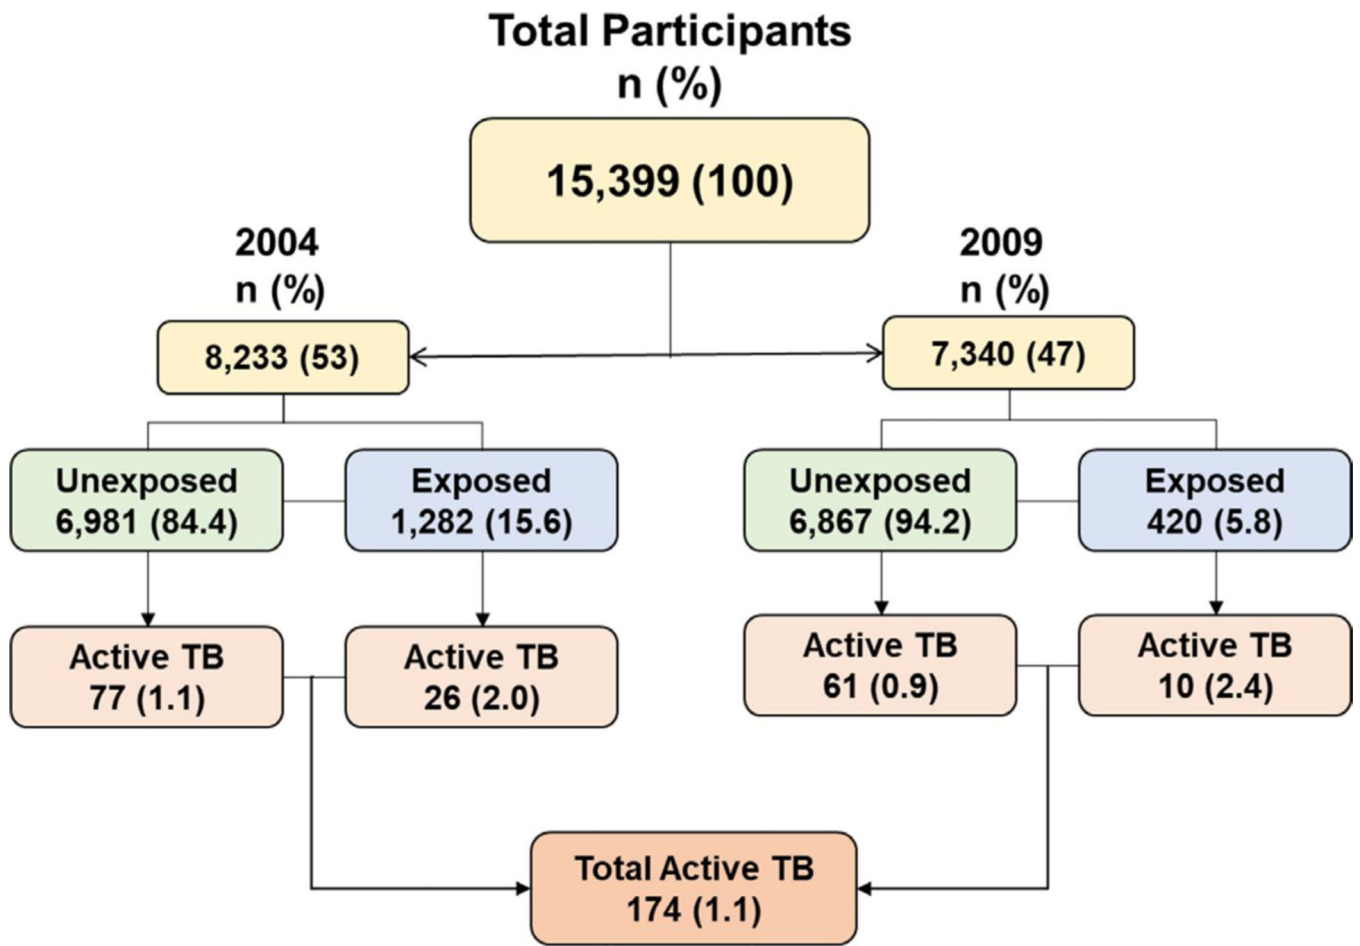 Total Participants
n (%)
15,399 (100)
2004
n (%)
2009
n (%)
8,233 (53)
7,340 (47)
Unexposed
6,981 (84.4)
Exposed
1,282 (15.6)
Unexposed
6,867 (94.2)
Exposed
420 (5.8)
Active TB
77 (1.1)
Active TB
26 (2.0)
Active TB
61 (0.9)
Active TB
10 (2.4)
Total Active TB
174 (1.1)